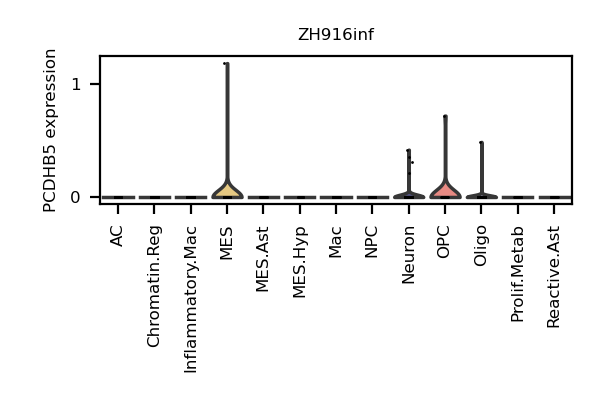 ZH916inf
PCDHB5 expression
1
0
AC
Chromatin.Reg
Inflammatory.Mac
MES
MES.Ast
MES.Hyp
Mac
NPC
Neuron
OPC
Oligo
Prolif.Metab
Reactive.Ast